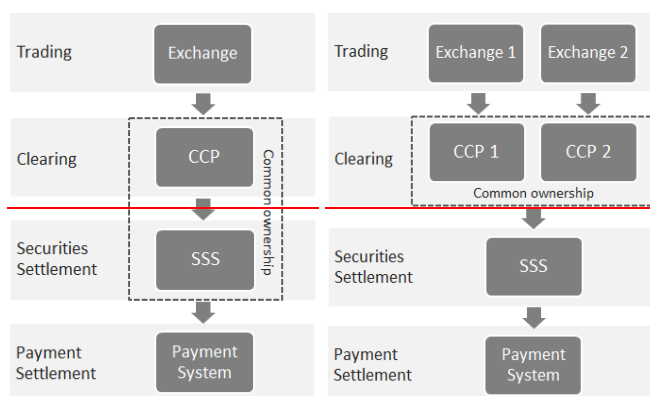 Trading
Exchange
Clearing
CCP
Common ownership
Securities
Settlement
SSS
Payment
Settlement
Payment
System
Trading
Exchange 1
Exchange 2
Clearing
CCP 1
CCP 2
Common ownership
Securities
Settlement
SSS
Payment
Settlement
Payment
System